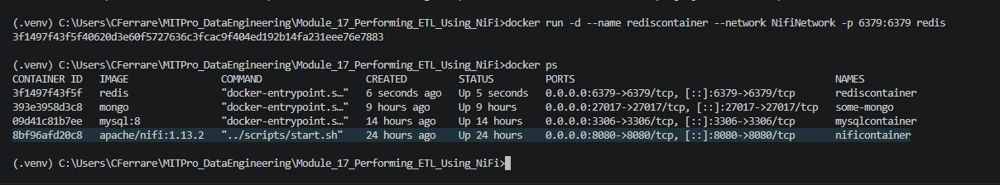 (.venv) C:\Users\CFerrare\MITPro_DataEngineering\Module_17_Performing_ETL_Using_NiFi>docker run -d --name rediscontainer --network NifiNetwork -p 6379:6379 redis
3f1497f43f5f40620d3e60f5727636c3fcac9f404ed192b14fa231eee76e7883
(.venv) C:\Users\CFerrare\MITPro_DataEngineering\Module_17_Performing_ETL_Using_NiFi>docker ps
CONTAINER ID   IMAGE                COMMAND                  CREATED         STATUS         PORTS                                             NAMES
3f1497f43f5f   redis                "docker-entrypoint.s…"   6 seconds ago   Up 5 seconds   0.0.0.0:6379->6379/tcp, [::]:6379->6379/tcp       rediscontainer
393e3958d3c8   mongo                "docker-entrypoint.s…"   9 hours ago     Up 9 hours     0.0.0.0:27017->27017/tcp, [::]:27017->27017/tcp   some-mongo
09d41c81b7ee   mysql:8              "docker-entrypoint.s…"   14 hours ago    Up 14 hours    0.0.0.0:3306->3306/tcp, [::]:3306->3306/tcp       mysqlcontainer
8bf96afd20c8   apache/nifi:1.13.2   "../scripts/start.sh"    24 hours ago    Up 24 hours    0.0.0.0:8080->8080/tcp, [::]:8080->8080/tcp       nificontainer
(.venv) C:\Users\CFerrare\MITPro_DataEngineering\Module_17_Performing_ETL_Using_NiFi>